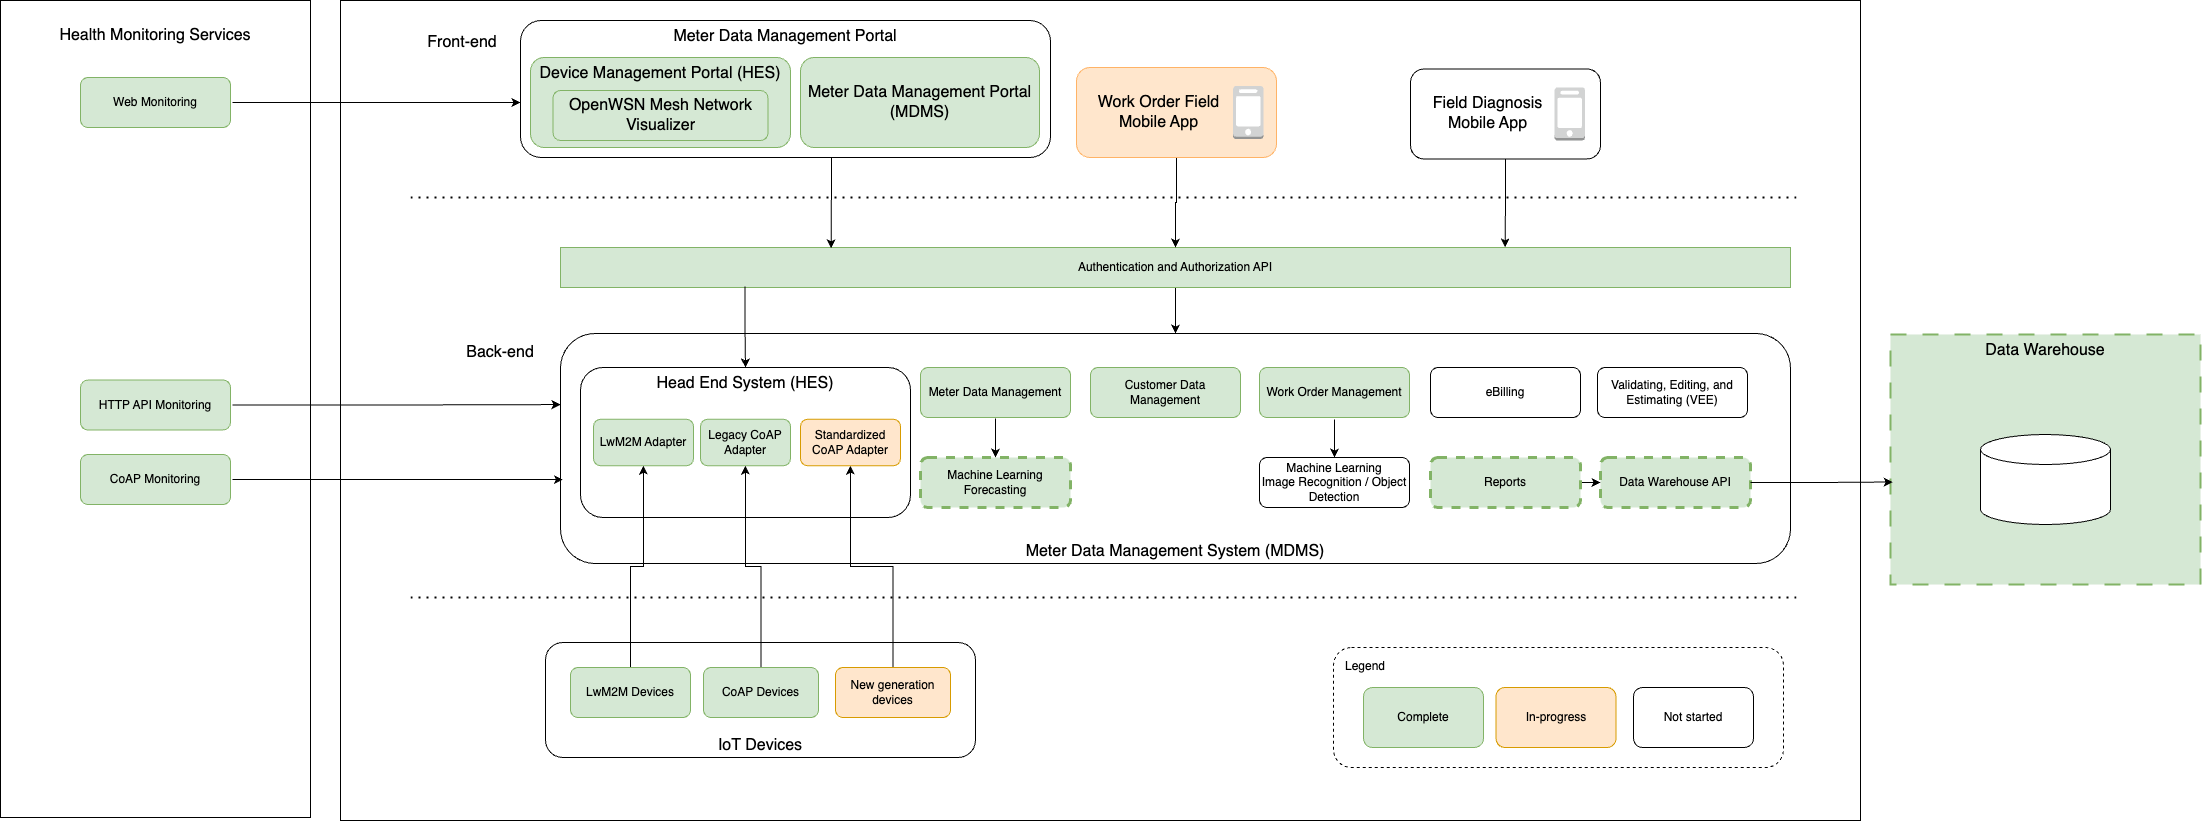 Health Monitoring Services
Web Monitoring
HTTP API Monitoring
CoAP Monitoring
Front-end
Meter Data Management Portal
Device Management Portal (HES)
OpenWSN Mesh Network
Visualizer
Meter Data Management Portal
(MDMS)
Work Order Field
Mobile App
Field Diagnosis
Mobile App
Authentication and Authorization API
Back-end
Head End System (HES)
LwM2M Adapter
Legacy CoAP
Adapter
Standardized
CoAP Adapter
Meter Data Management
Customer Data
Management
Work Order Management
eBilling
Validating, Editing, and
Estimating (VEE)
Machine Learning
Forecasting
Machine Learning
Image Recognition / Object
Detection
Reports
Data Warehouse API
Meter Data Management System (MDMS)
Data Warehouse
LwM2M Devices
CoAP Devices
New generation
devices
IoT Devices
Legend
Complete
In-progress
Not started